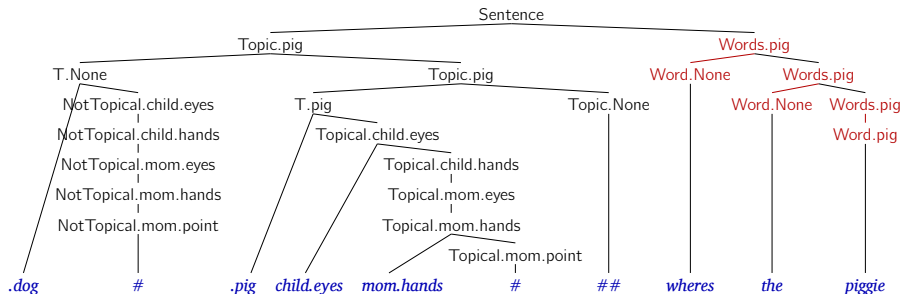 Sentence
Topic.pig Words.pig
T.None Topic.pig Word.None Words.pig
NotTopical.child.eyes T.pig Topic.None Word.None Words.pig
NotTopical.child.hands Topical.child.eyes Word.pig
NotTopical.mom.eyes Topical.child.hands
NotTopical.mom.hands Topical.mom.eyes
NotTopical.mom.point Topical.mom.hands
Topical.mom.point
.dog # .pig child.eyes mom.hands # ## wheres the piggie